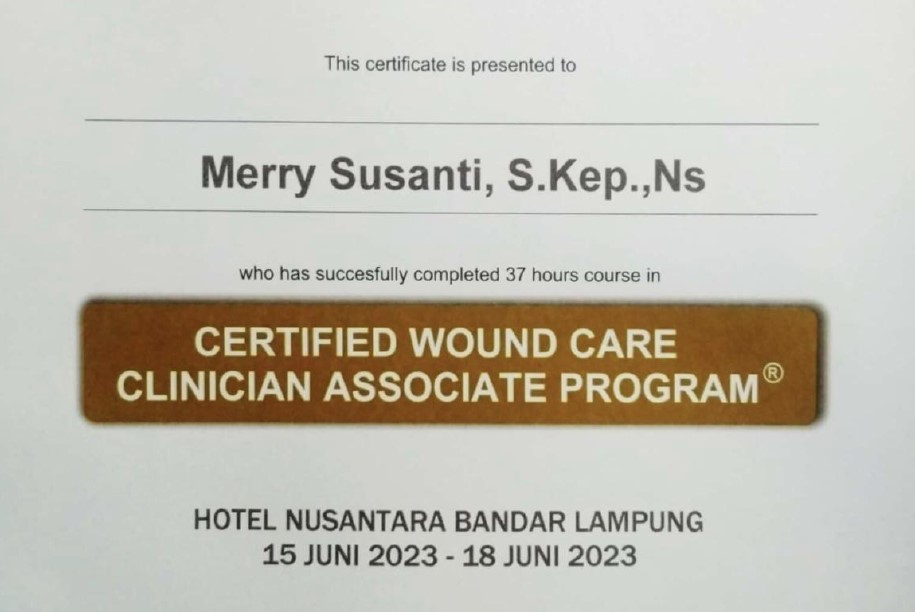 This certificate is presented to
Merry Susanti, S.Kep.,Ns
who has succesfully completed 37 hours course in
CERTIFIED WOUND CARE
CLINICIAN ASSOCIATE PROGRAM®
HOTEL NUSANTARA BANDAR LAMPUNG
15 JUNI 2023 - 18 JUNI 2023